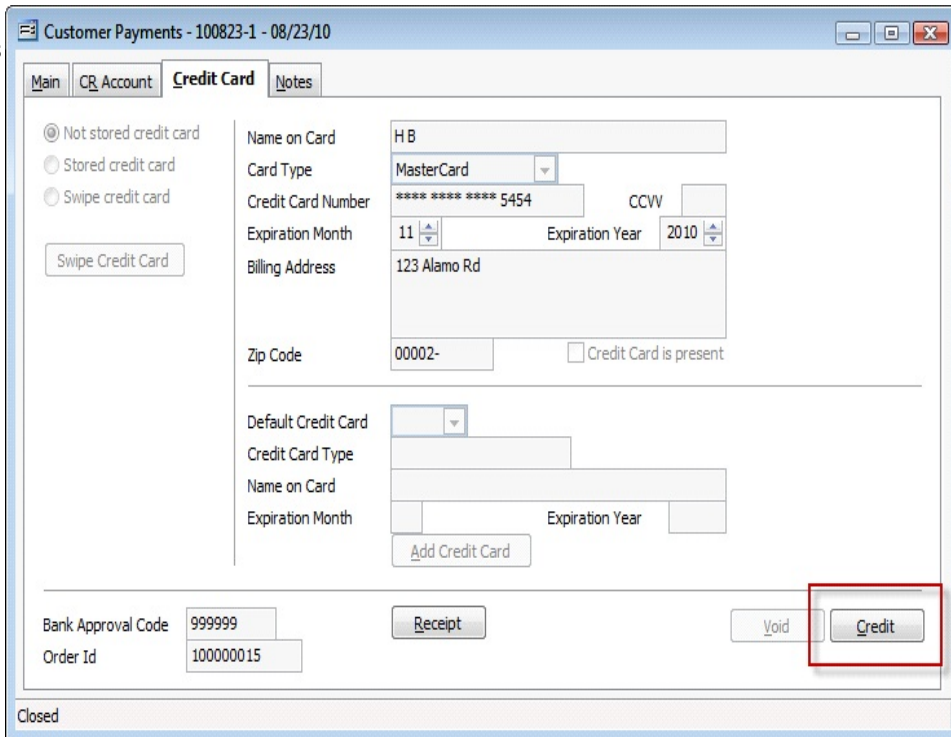 Customer Payments - 100823-1 - 08/23/10
Main CR Account Credit Card Notes
Not stored credit card
Stored credit card
Swipe credit card
Swipe Credit Card
Name on Card H B
Card Type MasterCard
Credit Card Number **** **** **** 5454 CCVV
Expiration Month 11 Expiration Year 2010
Billing Address 123 Alamo Rd
Zip Code 00002- Credit Card is present
Default Credit Card
Credit Card Type
Name on Card
Expiration Month Expiration Year
Add Credit Card
Bank Approval Code 999999 Receipt Void Credit
Order Id 100000015
Closed